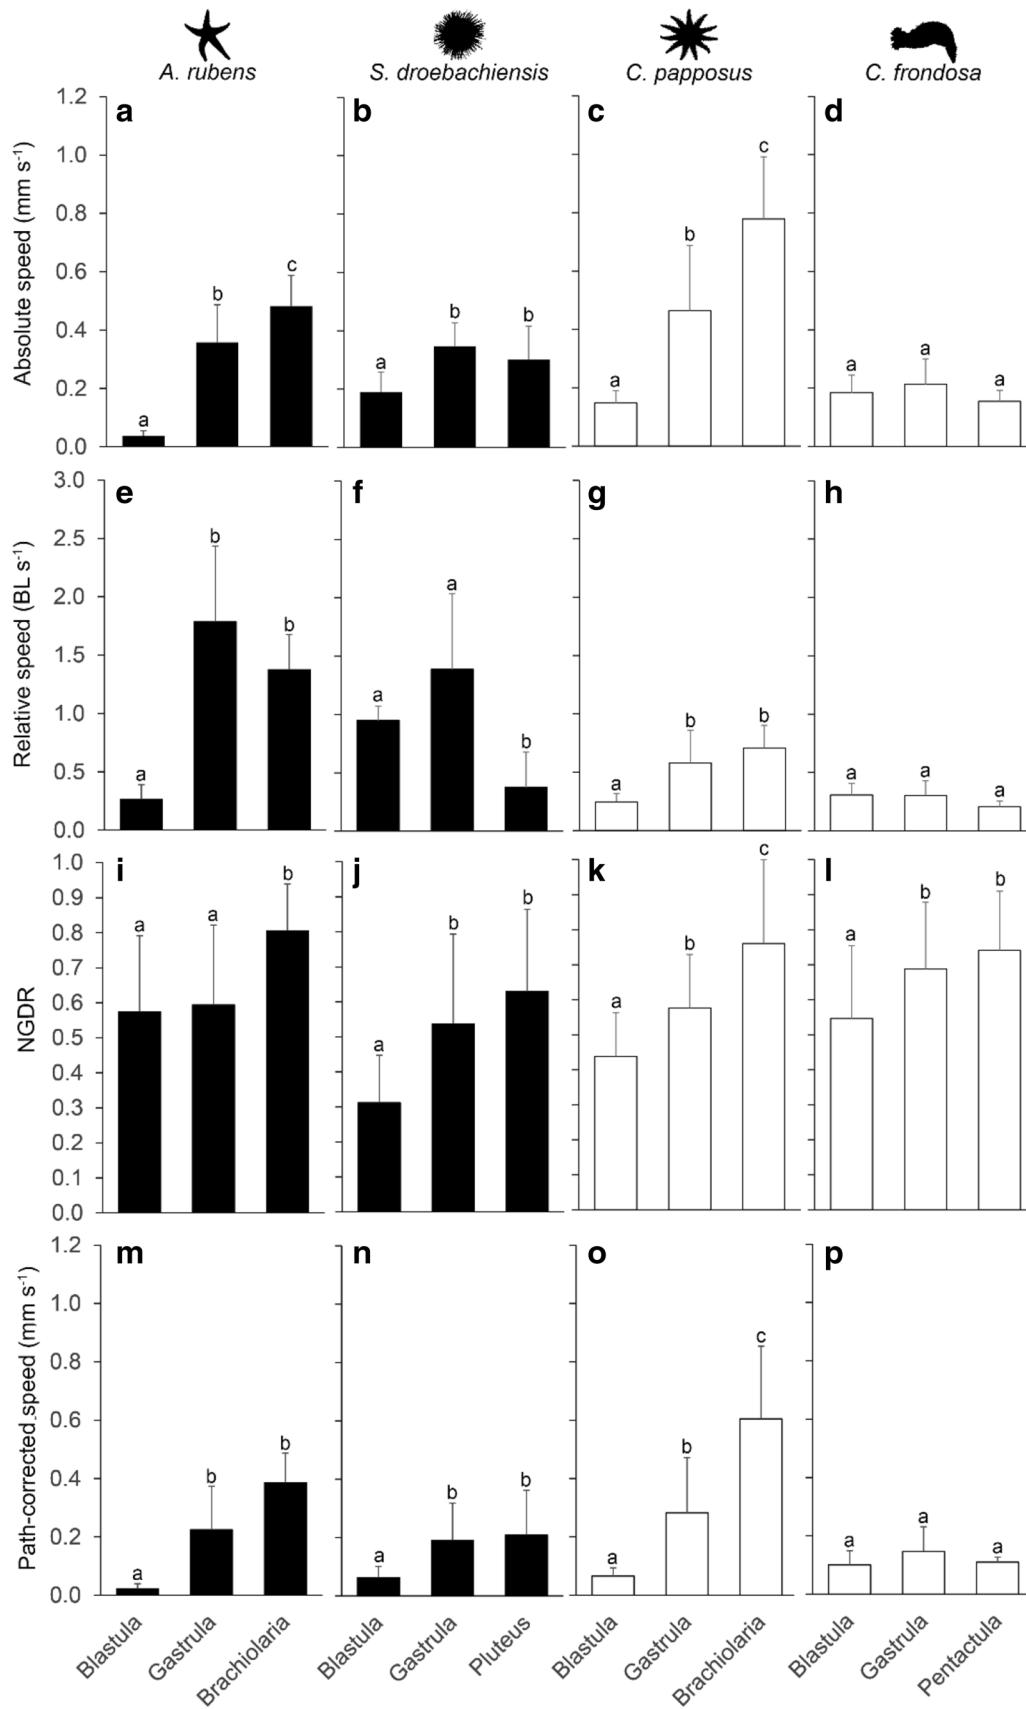 A. rubens S. droebachiensis C. papposus C. frondosa
Absolute speed (mm s⁻¹)
1.2
1.0
0.8
0.6
0.4
0.2
0.0
a
a
b
c
b
a
b
b
c
a
b
c
d
a
a
a
Relative speed (BL s⁻¹)
3.0
2.5
2.0
1.5
1.0
0.5
0.0
e
a
b
b
f
a
a
b
g
a
b
b
h
a
a
a
NGDR
1.0
0.9
0.8
0.7
0.6
0.5
0.4
0.3
0.2
0.1
0.0
i
a
a
b
j
a
b
b
k
a
b
c
l
a
b
b
Path-corrected speed (mm s⁻¹)
1.2
1.0
0.8
0.6
0.4
0.2
0.0
m
a
b
b
n
a
b
b
o
a
b
c
p
a
a
a
Blastula Gastrula Brachiolaria Blastula Gastrula Pluteus Blastula Gastrula Brachiolaria Blastula Gastrula Pentactula